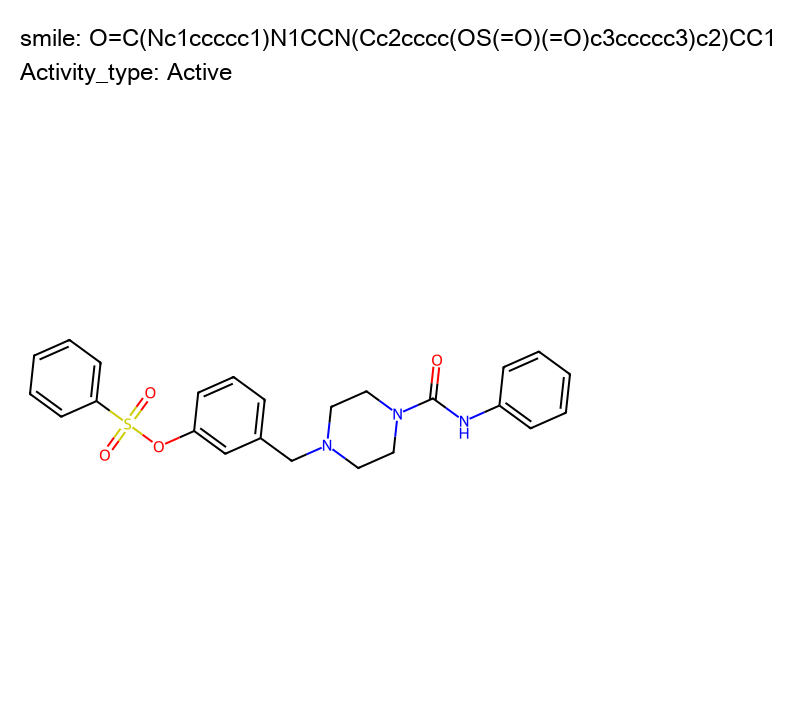 smile: O=C(Nc1ccccc1)N1CCN(Cc2cccc(OS(=O)(=O)c3ccccc3)c2)CC1
Activity_type: Active
O
O
O
S
O
N
N
N
H